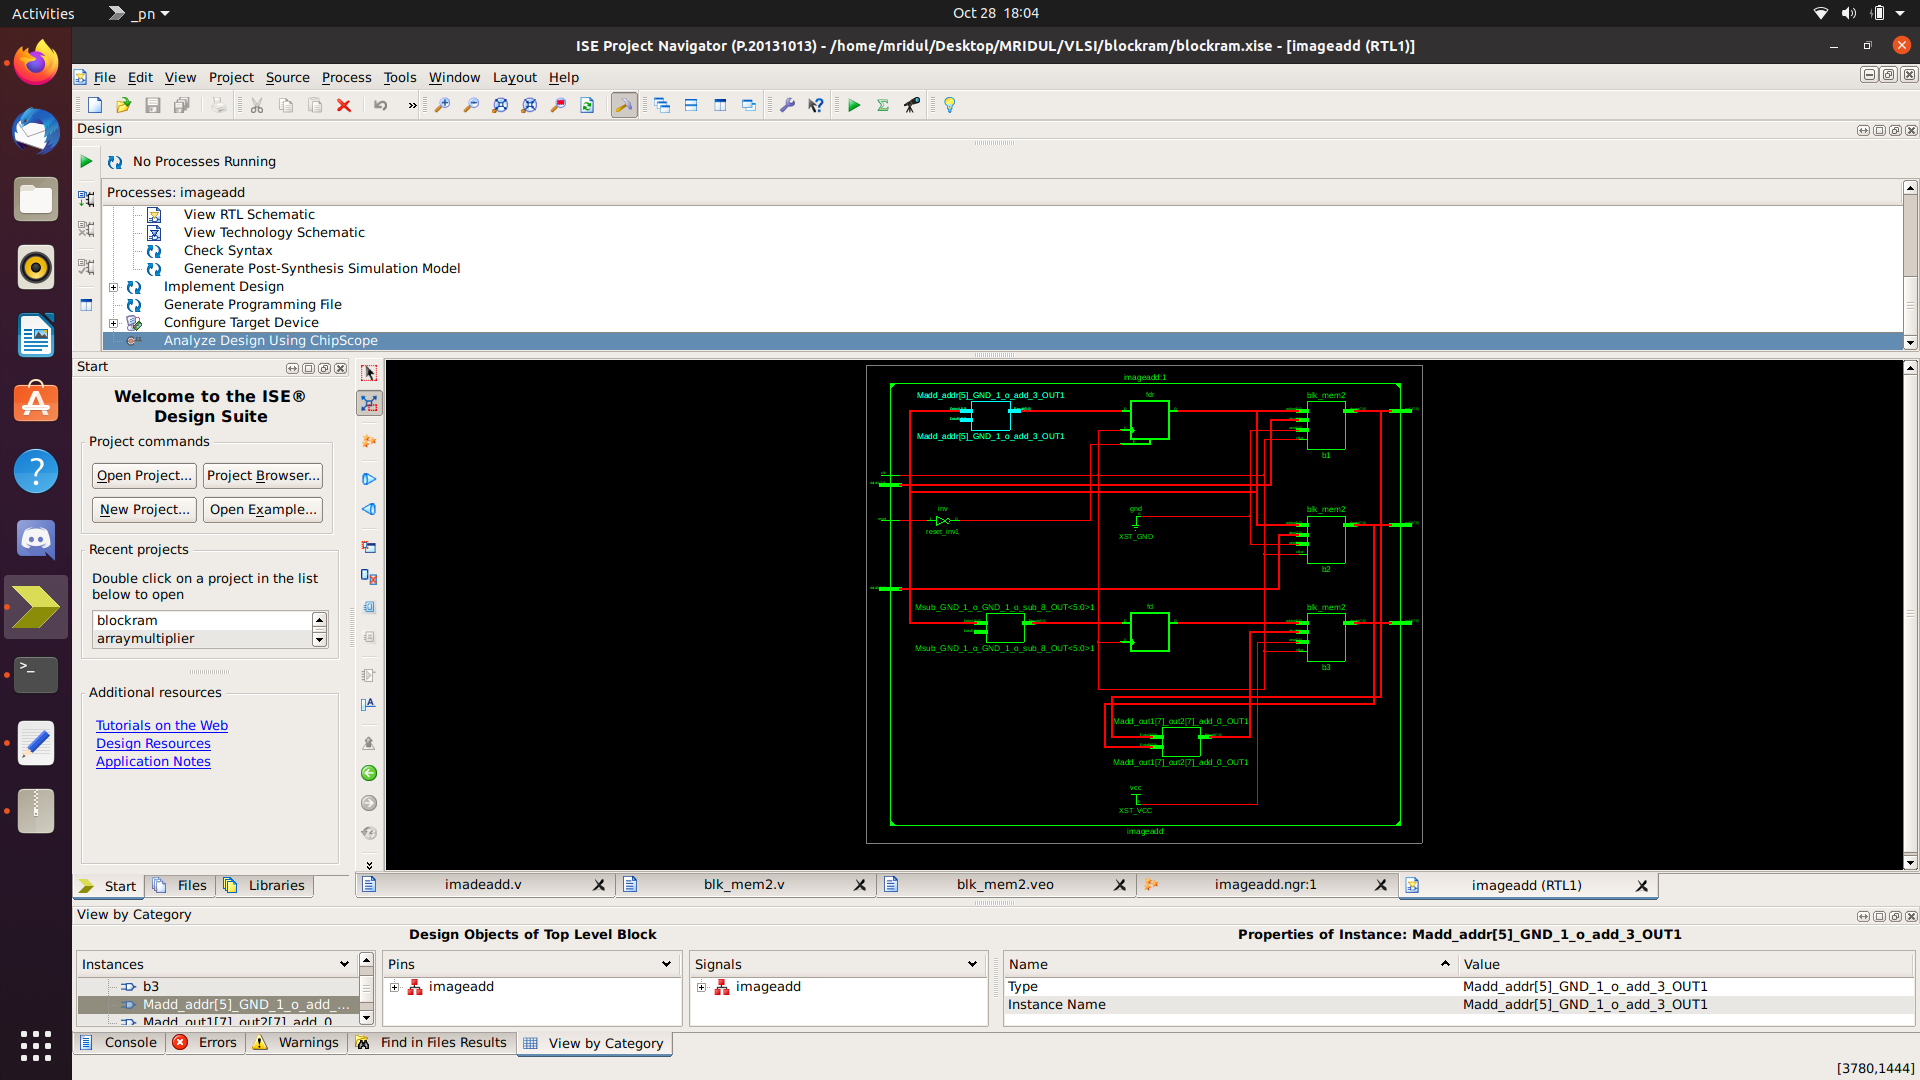 Activities
_pn
Oct 28 18:04
ISE Project Navigator (P.20131013) - /home/mridul/Desktop/MRIDUL/VLSI/blockram/blockram.xise - [imageadd (RTL1)]
File Edit View Project Source Process Tools Window Layout Help
Design
No Processes Running
Processes: imageadd
View RTL Schematic
View Technology Schematic
Check Syntax
Generate Post-Synthesis Simulation Model
Implement Design
Generate Programming File
Configure Target Device
Analyze Design Using ChipScope
Start
Welcome to the ISE® Design Suite
Project commands
Open Project... Project Browser...
New Project... Open Example...
Recent projects
Double click on a project in the list
below to open
blockram
arraymultiplier
Additional resources
Tutorials on the Web
Design Resources
Application Notes
Start Files Libraries
imageadd:1
Madd_addr[5]_GND_1_o_add_3_OUT1
fdr
blk_mem2
Madd_addr[5]_GND_1_o_add_3_OUT1
b1
inv
reset_inv1
gnd
XST_GND
blk_mem2
b2
Msub_GND_1_o_GND_1_o_sub_8_OUT<5:0>1
fd
blk_mem2
Msub_GND_1_o_GND_1_o_sub_8_OUT<5:0>1
b3
Madd_out1[7]_out2[7]_add_0_OUT1
Madd_out1[7]_out2[7]_add_0_OUT1
vcc
XST_VCC
imageadd
imadeadd.v
blk_mem2.v
blk_mem2.veo
imageadd.ngr:1
imageadd (RTL1)
View by Category
Design Objects of Top Level Block
Properties of Instance: Madd_addr[5]_GND_1_o_add_3_OUT1
Instances
b3
Madd_addr[5]_GND_1_o_add_...
Madd_out1[7]_out2[7]_add_0
Pins
imageadd
Signals
imageadd
Name Value
Type Madd_addr[5]_GND_1_o_add_3_OUT1
Instance Name Madd_addr[5]_GND_1_o_add_3_OUT1
Console Errors Warnings Find in Files Results View by Category
[3780,1444]